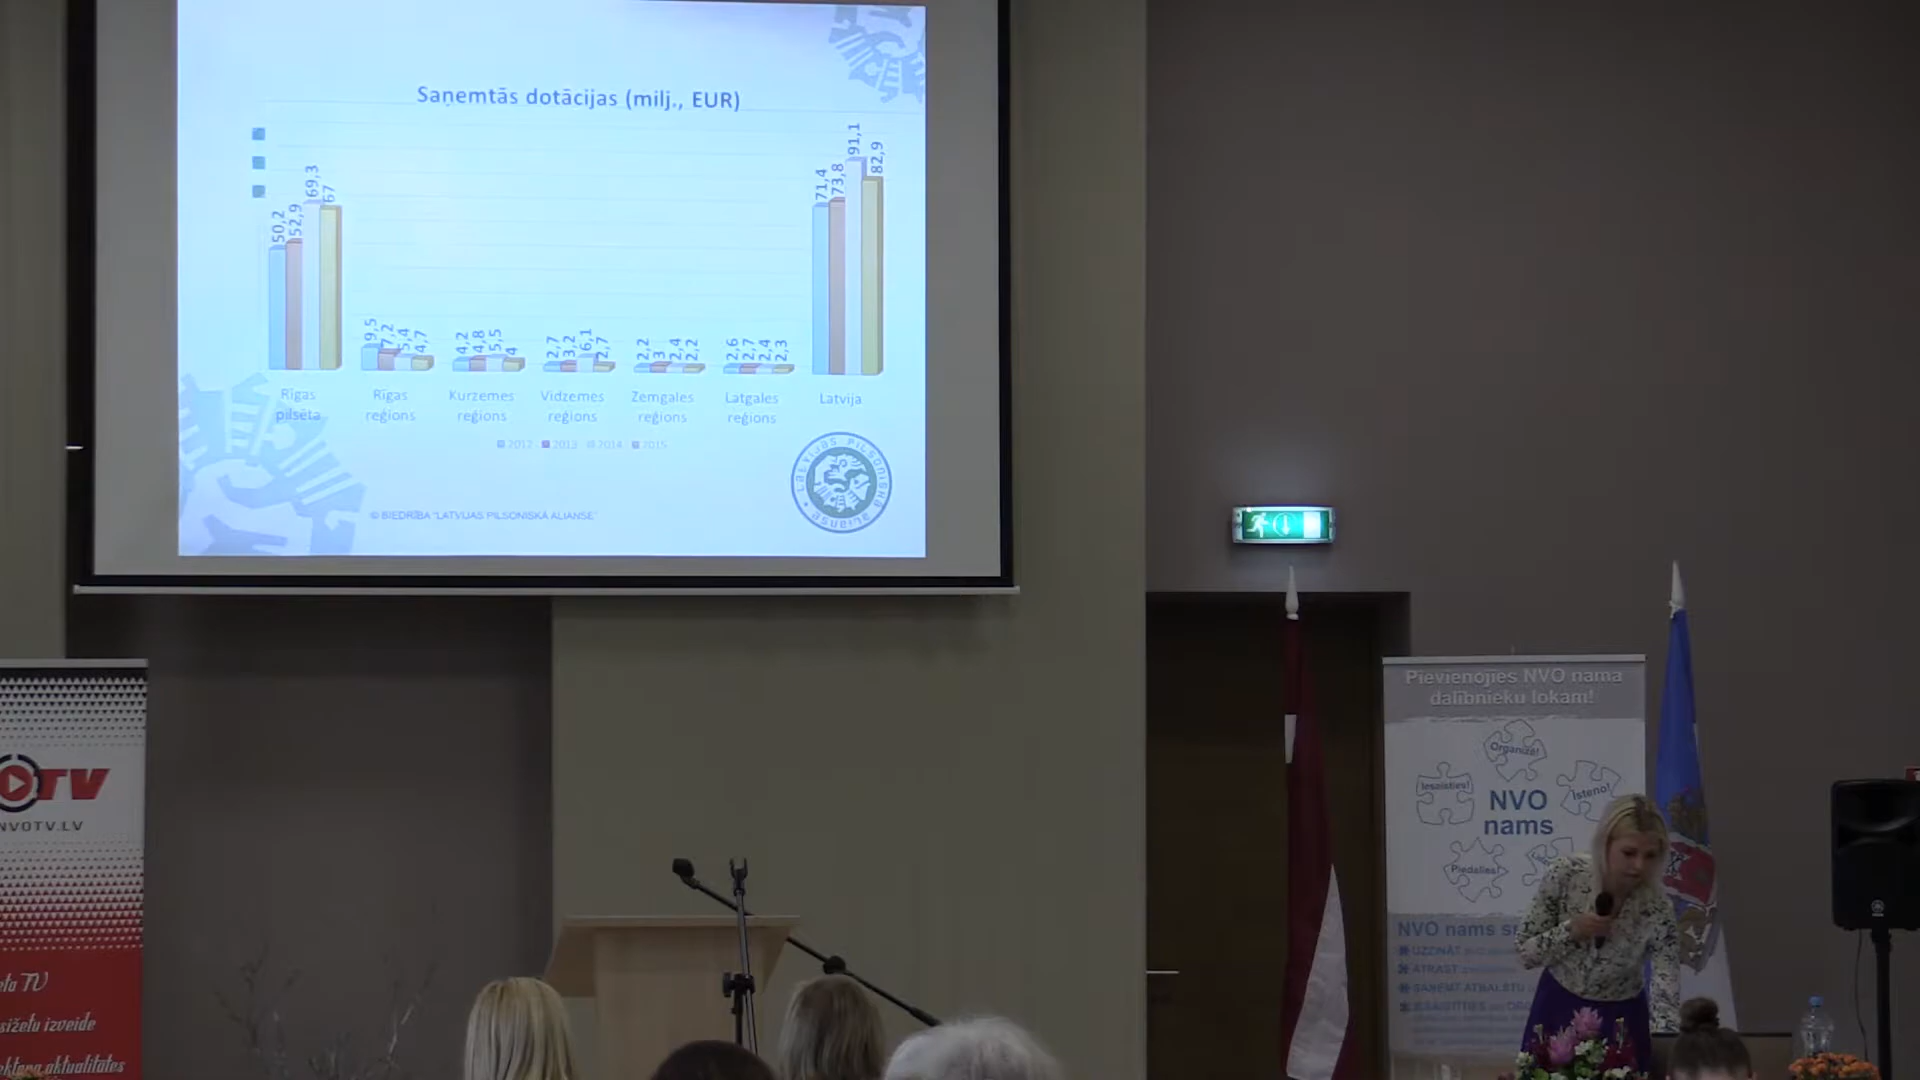 Saņemtās dotācijas (milj., EUR)
50,2
52,9
69,3
67
9,5
7,2
5,4
4,7
4,2
4,8
5,5
4
2,7
3,2
6,1
2,7
2,2
3
2,4
2,2
2,6
2,7
2,4
2,3
71,4
73,8
91,1
82,9
Rīgas pilsēta
Rīgas reģions
Kurzemes reģions
Vidzemes reģions
Zemgales reģions
Latgales reģions
Latvija
2012 2013 2014 2015
© BIEDRĪBA "LATVIJAS PILSONISKĀ ALIANSE"
LATVIJAS PILSONISKĀ ALIANSE
TV
NVOTV.LV
TV
sižetu izveide
aktualitātes
Pievienojies NVO nama
dalībnieku lokam!
Organizē!
Iesaisties!
Īsteno!
NVO
nams
Piedalies!
NVO nams
UZZINĀT
ATRAST
SAŅEMT ATBALSTU
IESAISTĪTIES